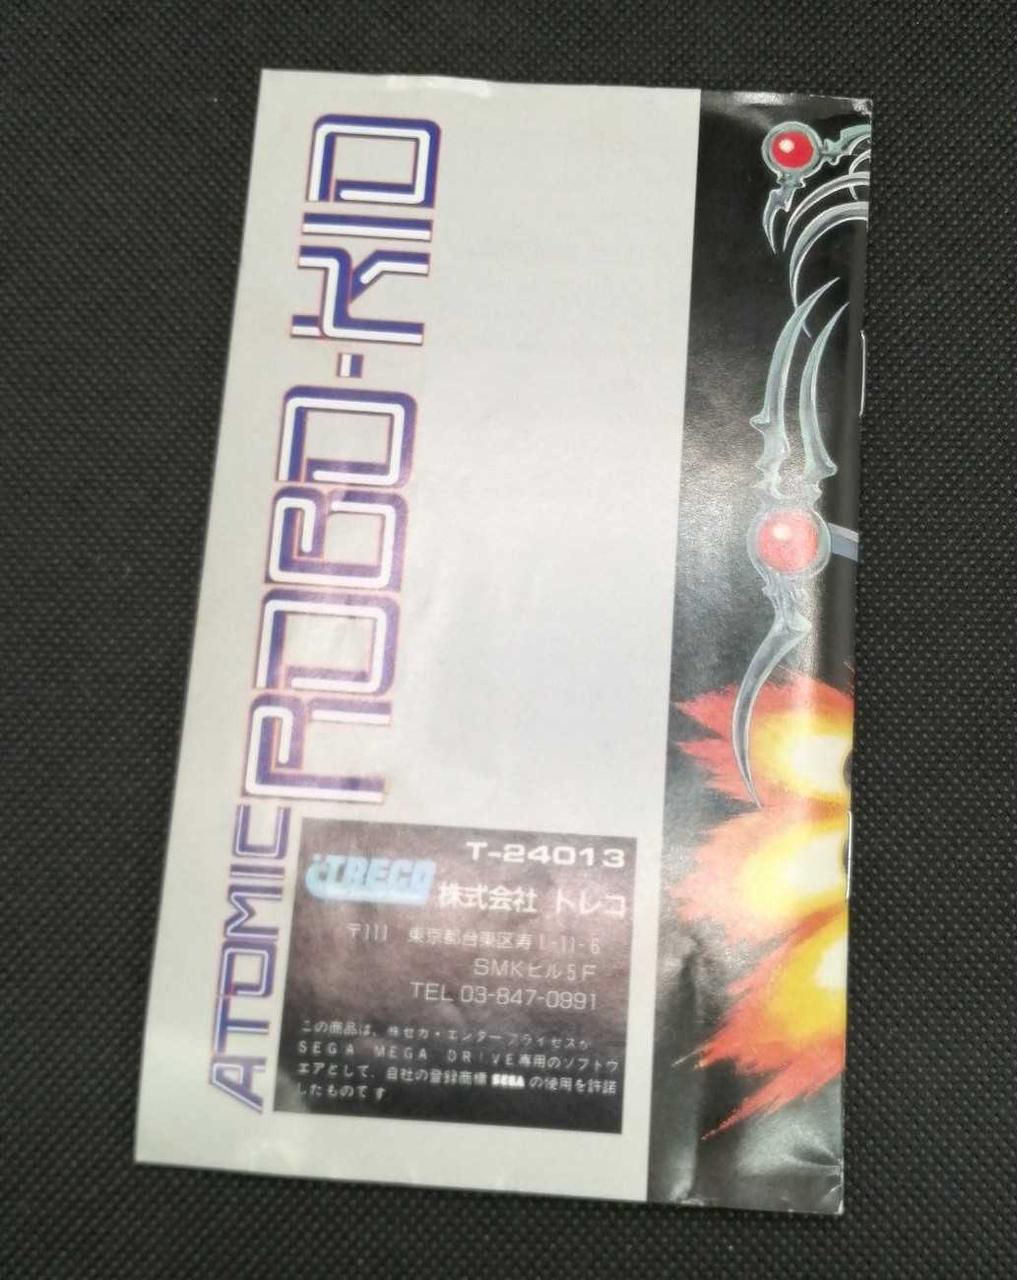 ATOMIC ROBO-KID
T-24013
TRECO 株式会社 トレコ
〒111 東京都台東区寿1-11-6
SMKビル5F
TEL 03-847-0991
この商品は、株セガ・エンタープライゼスが
SEGA MEGA DRIVE専用のソフトウ
エアとして、自社の登録商標 SEGA の使用を許諾
したものです